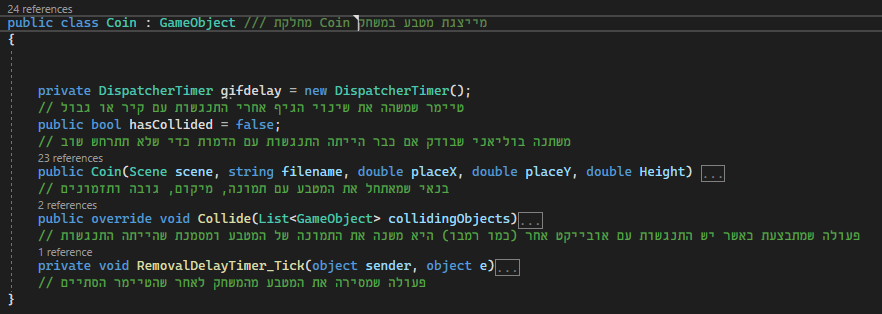 24 references
public class Coin : GameObject /// מחלקת Coin מייצגת מטבע במשחק
{
private DispatcherTimer gifdelay = new DispatcherTimer();
// טיימר שמשהה את שינוי הגיף אחרי התנגשות עם קיר או גבול
public bool hasCollided = false;
// משתנה בוליאני שבודק אם כבר הייתה התנגשות עם הדמות כדי שלא תתרחש שוב
23 references
public Coin(Scene scene, string filename, double placeX, double placeY, double Height) ...
// בנאי שמאתחל את המטבע עם תמונה, מיקום, גובה ותזמונים
2 references
public override void Collide(List<GameObject> collidingObjects)...
// פעולה שמתבצעת כאשר יש התנגשות עם אובייקט אחר (כמו רמבו) היא משנה את התמונה של המטבע ומסמנת שהייתה התנגשות
1 reference
private void RemovalDelayTimer_Tick(object sender, object e)...
// פעולה שמסירה את המטבע מהמשחק לאחר שהטיימר הסתיים
}